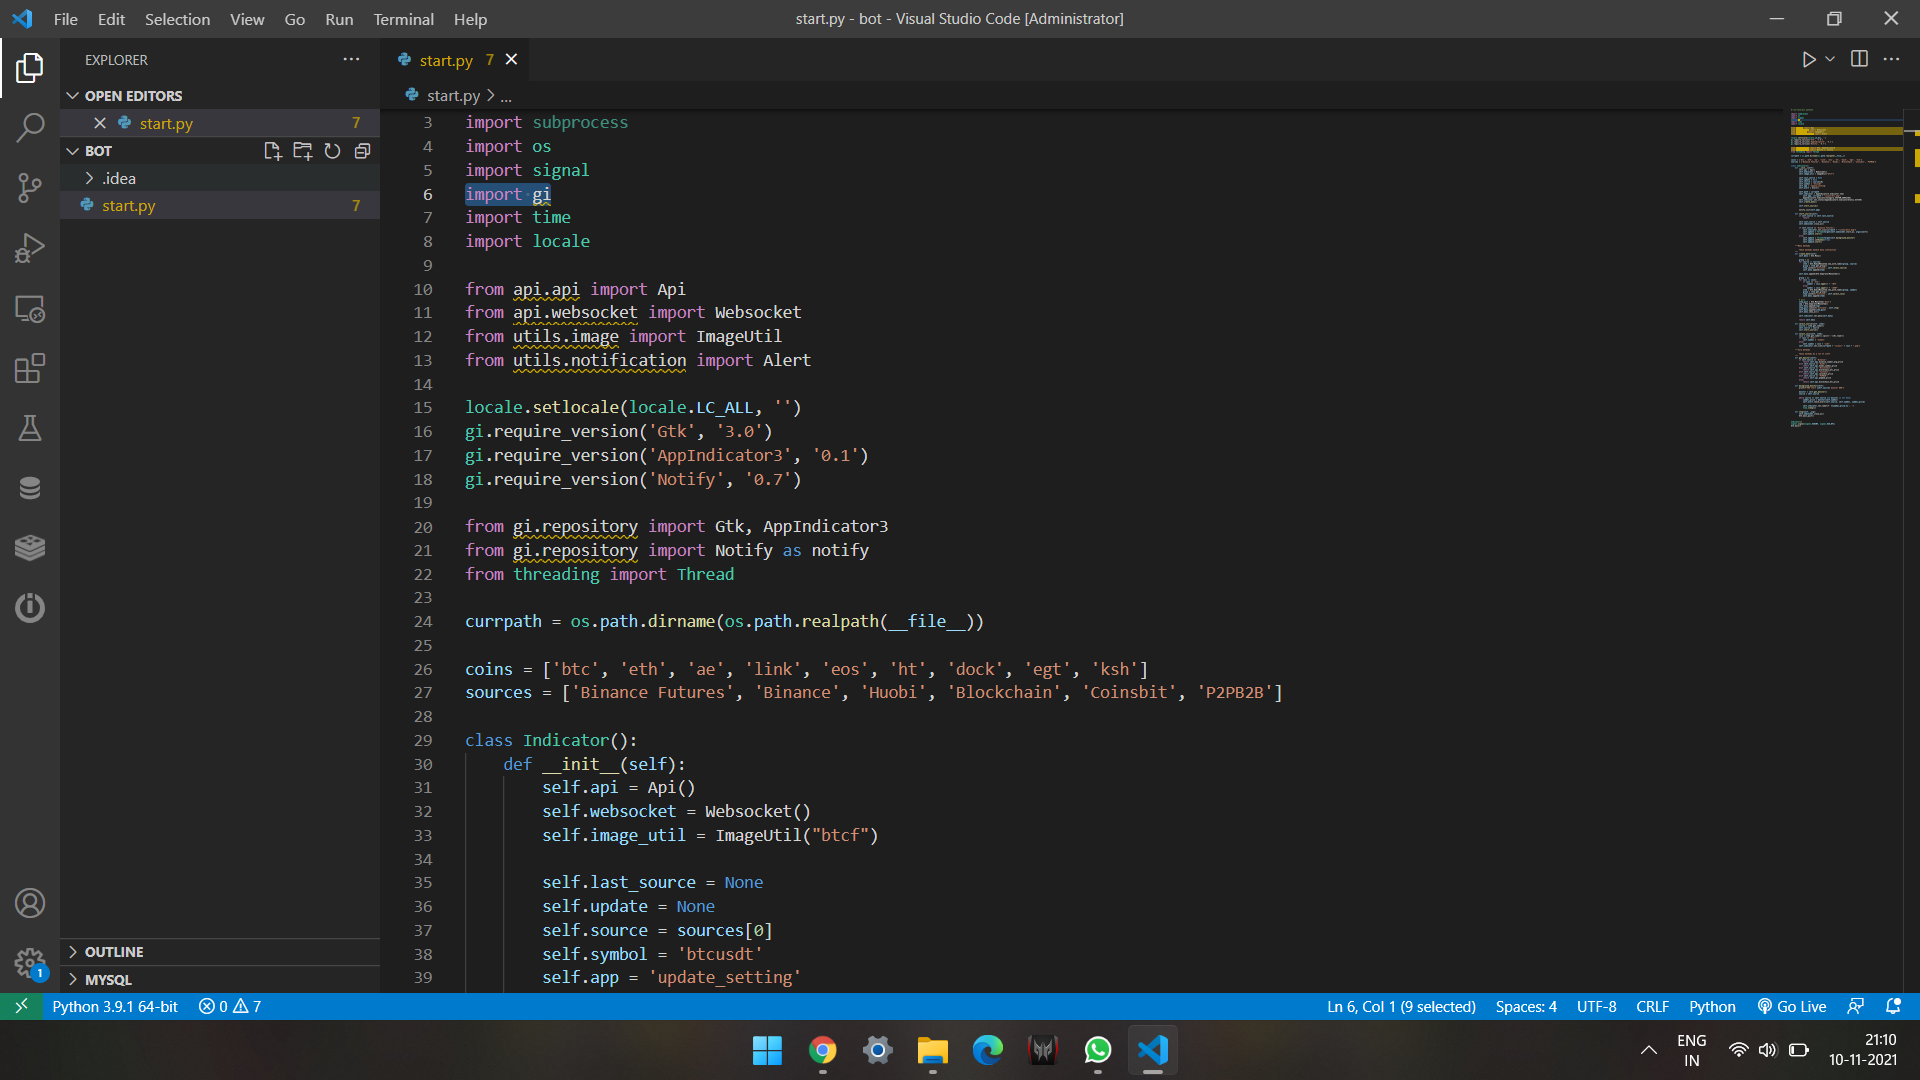 File Edit Selection View Go Run Terminal Help
start.py - bot - Visual Studio Code [Administrator]
EXPLORER
OPEN EDITORS
start.py 7
BOT
.idea
start.py 7
OUTLINE
MYSQL
start.py 7
start.py > ...
3 import subprocess
4 import os
5 import signal
6 import gi
7 import time
8 import locale
9
10 from api.api import Api
11 from api.websocket import Websocket
12 from utils.image import ImageUtil
13 from utils.notification import Alert
14
15 locale.setlocale(locale.LC_ALL, '')
16 gi.require_version('Gtk', '3.0')
17 gi.require_version('AppIndicator3', '0.1')
18 gi.require_version('Notify', '0.7')
19
20 from gi.repository import Gtk, AppIndicator3
21 from gi.repository import Notify as notify
22 from threading import Thread
23
24 currpath = os.path.dirname(os.path.realpath(__file__))
25
26 coins = ['btc', 'eth', 'ae', 'link', 'eos', 'ht', 'dock', 'egt', 'ksh']
27 sources = ['Binance Futures', 'Binance', 'Huobi', 'Blockchain', 'Coinsbit', 'P2PB2B']
28
29 class Indicator():
30     def __init__(self):
31         self.api = Api()
32         self.websocket = Websocket()
33         self.image_util = ImageUtil("btcf")
34
35         self.last_source = None
36         self.update = None
37         self.source = sources[0]
38         self.symbol = 'btcusdt'
39         self.app = 'update_setting'
1
Python 3.9.1 64-bit 0 7
Ln 6, Col 1 (9 selected) Spaces: 4 UTF-8 CRLF Python Go Live
ENG
IN
21:10
10-11-2021